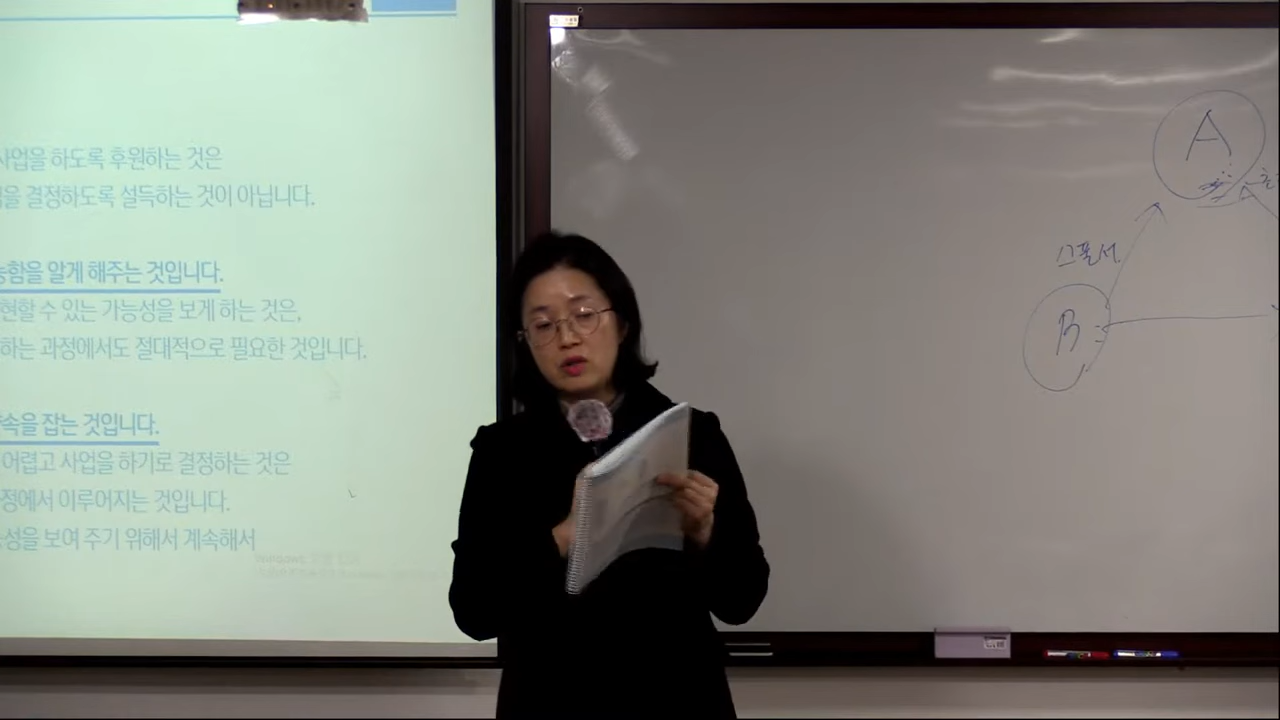 사업을 하도록 후원하는 것은
을 결정하도록 설득하는 것이 아닙니다.
능함을 알게 해주는 것입니다.
현할 수 있는 가능성을 보게 하는 것은,
하는 과정에서도 절대적으로 필요한 것입니다.
약속을 잡는 것입니다.
어렵고 사업을 하기로 결정하는 것은
정에서 이루어지는 것입니다.
성을 보여 주기 위해서 계속해서
Windows
A
스폰서
B